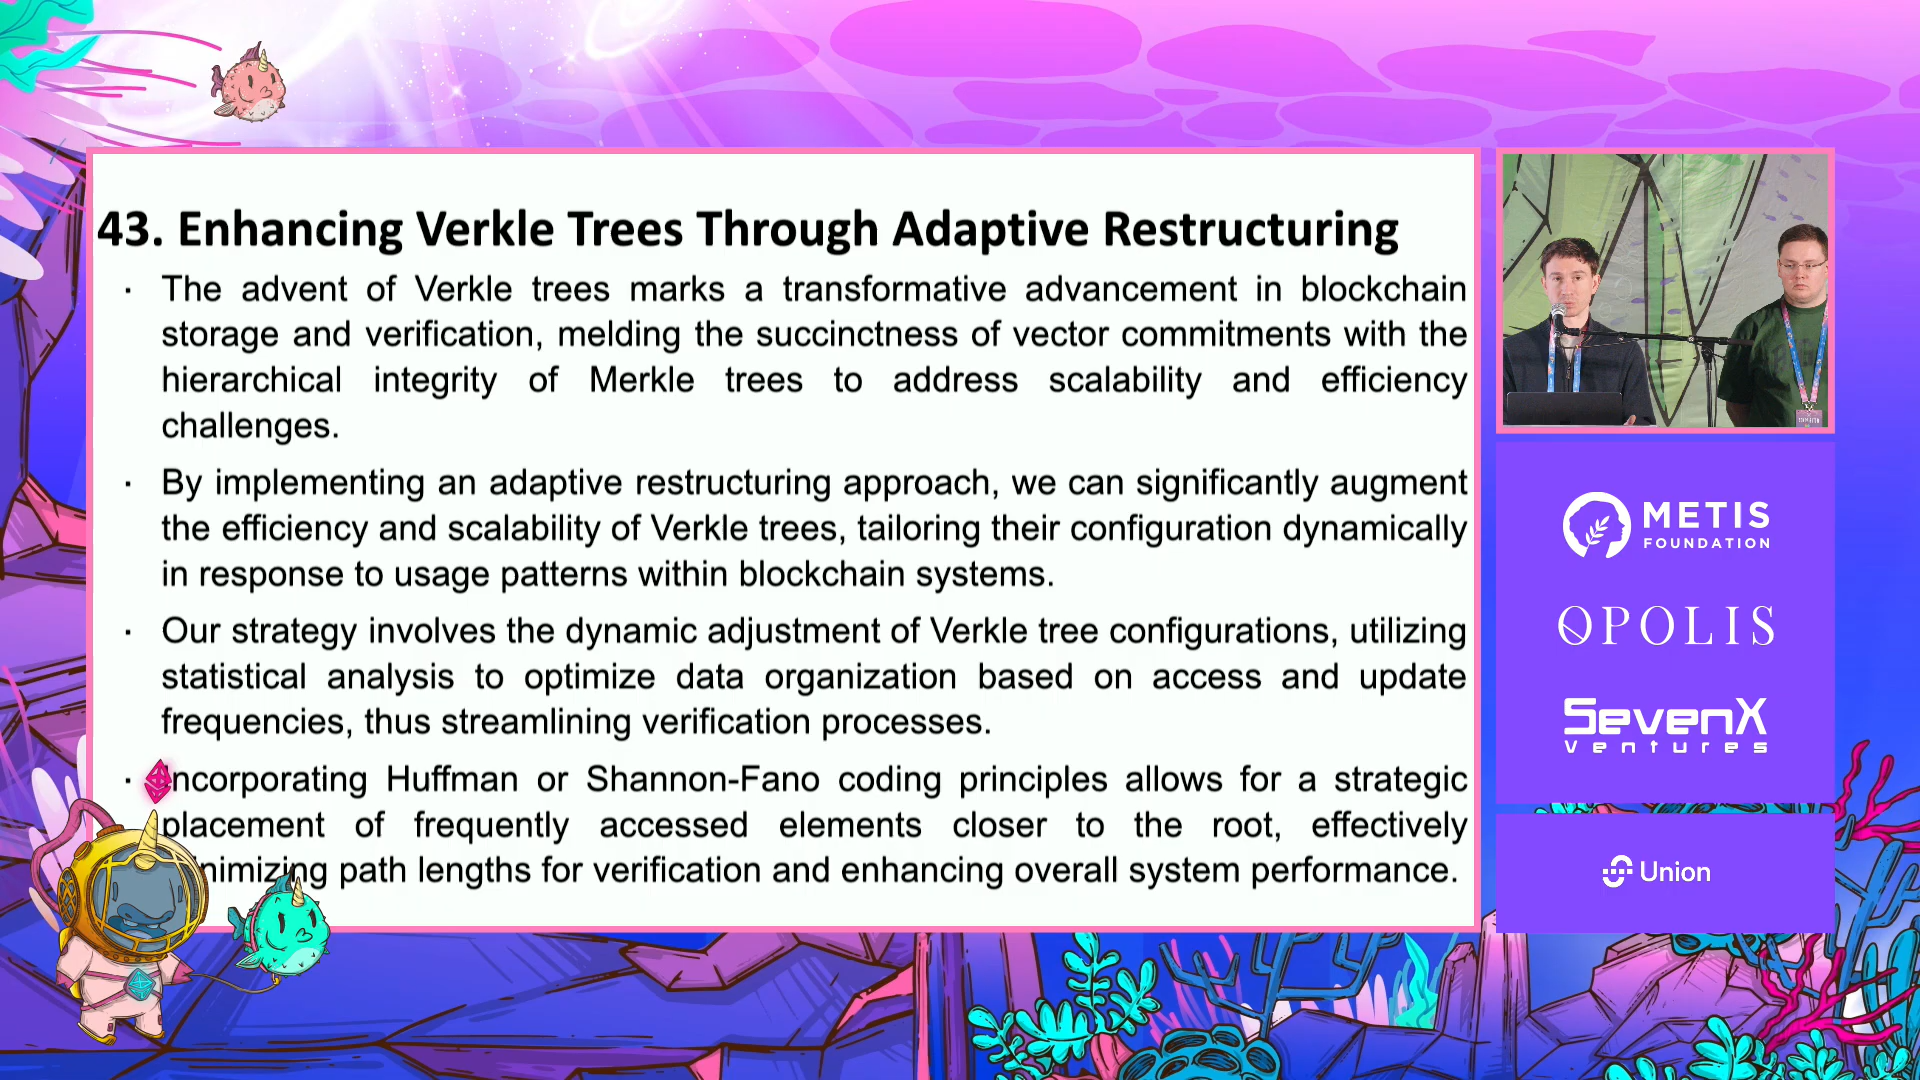 43. Enhancing Verkle Trees Through Adaptive Restructuring
· The advent of Verkle trees marks a transformative advancement in blockchain
storage and verification, melding the succinctness of vector commitments with the
hierarchical integrity of Merkle trees to address scalability and efficiency
challenges.
· By implementing an adaptive restructuring approach, we can significantly augment
the efficiency and scalability of Verkle trees, tailoring their configuration dynamically
in response to usage patterns within blockchain systems.
· Our strategy involves the dynamic adjustment of Verkle tree configurations, utilizing
statistical analysis to optimize data organization based on access and update
frequencies, thus streamlining verification processes.
· Incorporating Huffman or Shannon-Fano coding principles allows for a strategic
placement of frequently accessed elements closer to the root, effectively
minimizing path lengths for verification and enhancing overall system performance.
METIS
FOUNDATION
OPOLIS
SevenX
Ventures
Union